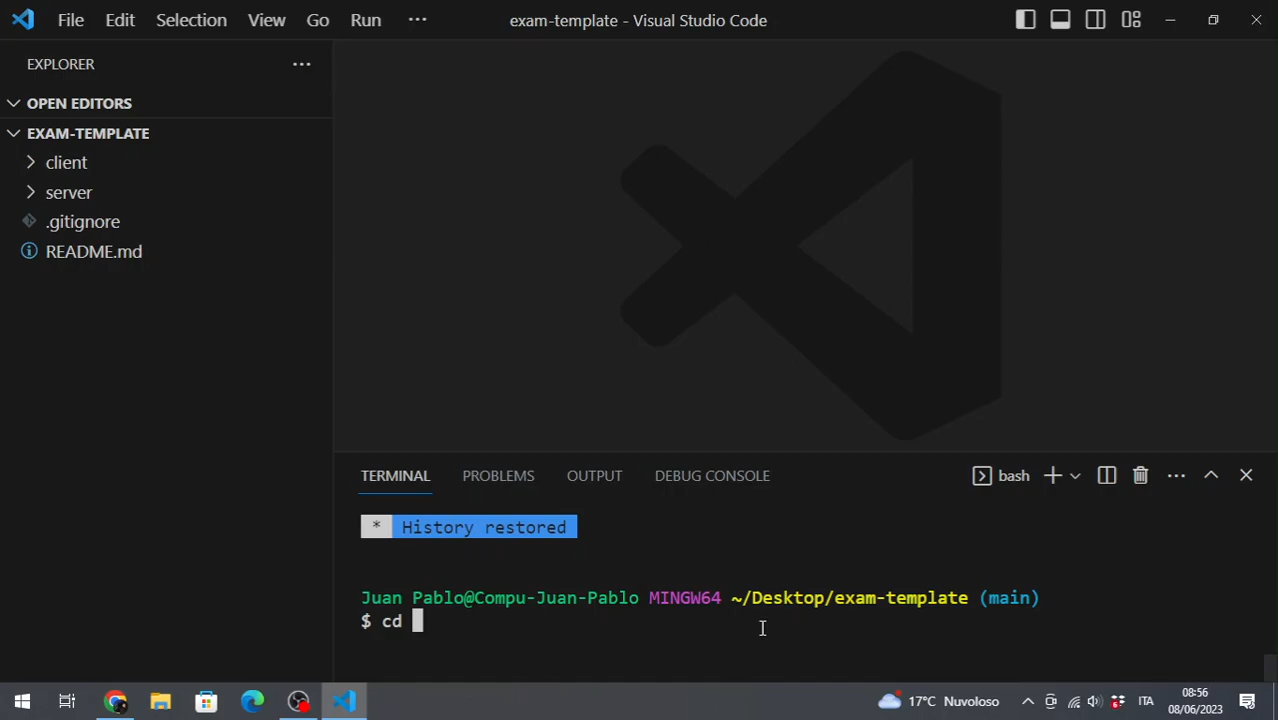 File Edit Selection View Go Run ··· exam-template - Visual Studio Code
EXPLORER ···
OPEN EDITORS
EXAM-TEMPLATE
client
server
.gitignore
README.md
TERMINAL PROBLEMS OUTPUT DEBUG CONSOLE bash ···
* History restored
Juan Pablo@Compu-Juan-Pablo MINGW64 ~/Desktop/exam-template (main)
$ cd
17°C Nuvoloso ITA 08:56
08/06/2023